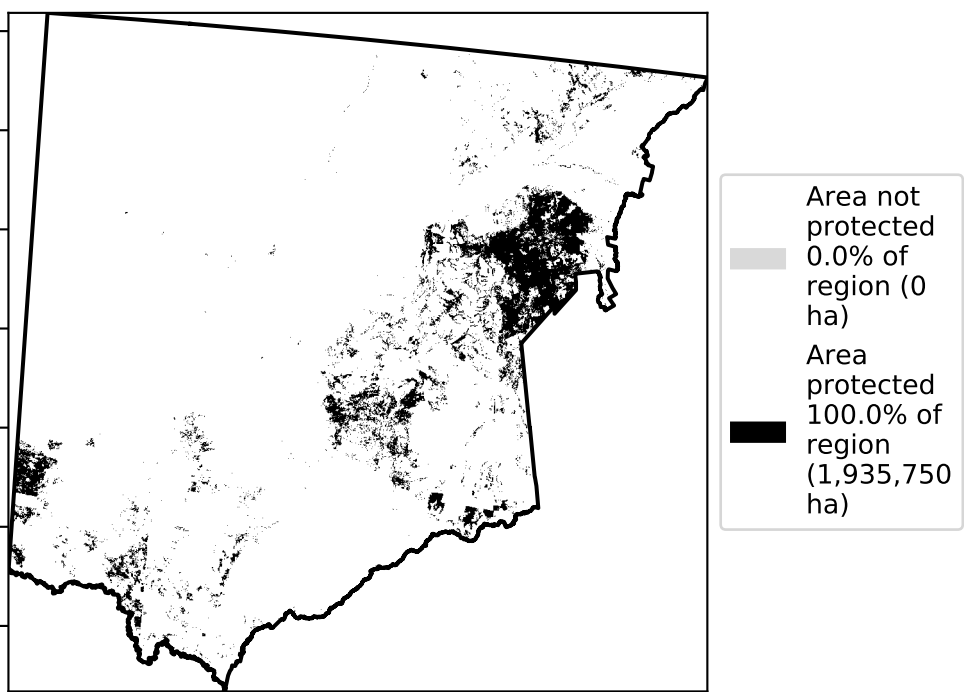 Area not
protected
0.0% of
region (0
ha)
Area
protected
100.0% of
region
(1,935,750
ha)